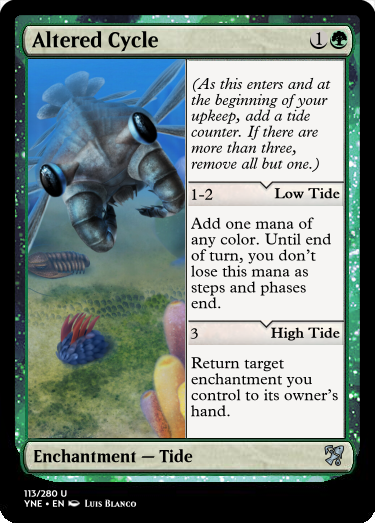 Altered Cycle 1
(As this enters and at
the beginning of your
upkeep, add a tide
counter. If there are
more than three,
remove all but one.)
1-2 Low Tide
Add one mana of
any color. Until end
of turn, you don't
lose this mana as
steps and phases
end.
3 High Tide
Return target
enchantment you
control to its owner's
hand.
Enchantment — Tide
113/280 U
YNE • EN Luis Blanco